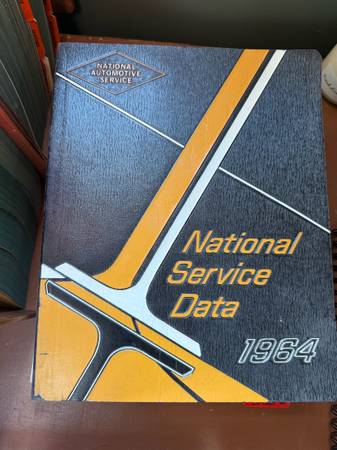 NATIONAL
AUTOMOTIVE
SERVICE
National
Service
Data
1964